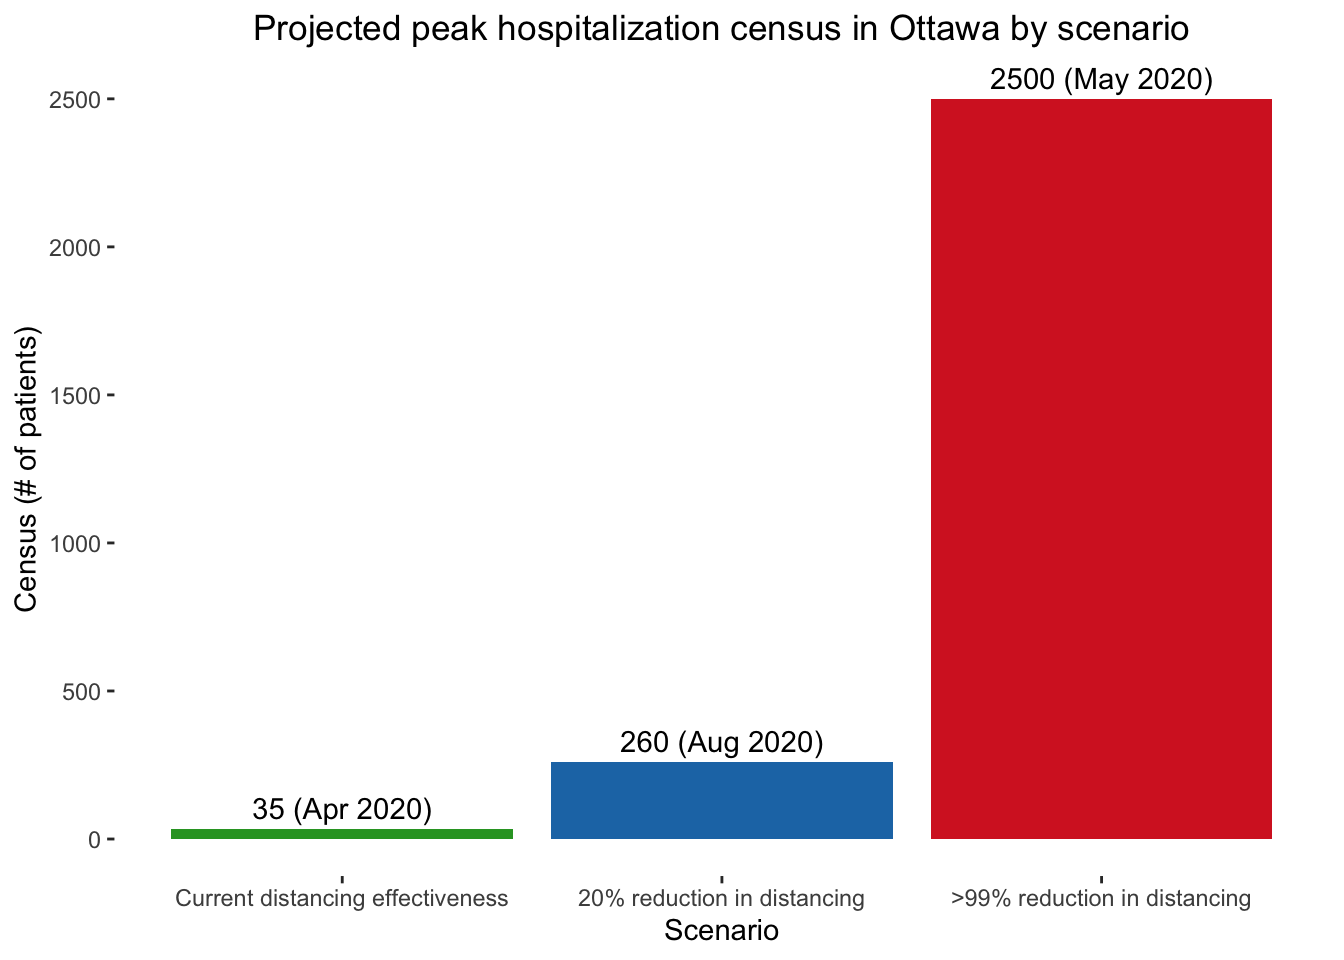 Projected peak hospitalization census in Ottawa by scenario
2500 (May 2020)
2500
2000
1500
1000
500
0
Census (# of patients)
260 (Aug 2020)
35 (Apr 2020)
Current distancing effectiveness
20% reduction in distancing
>99% reduction in distancing
Scenario